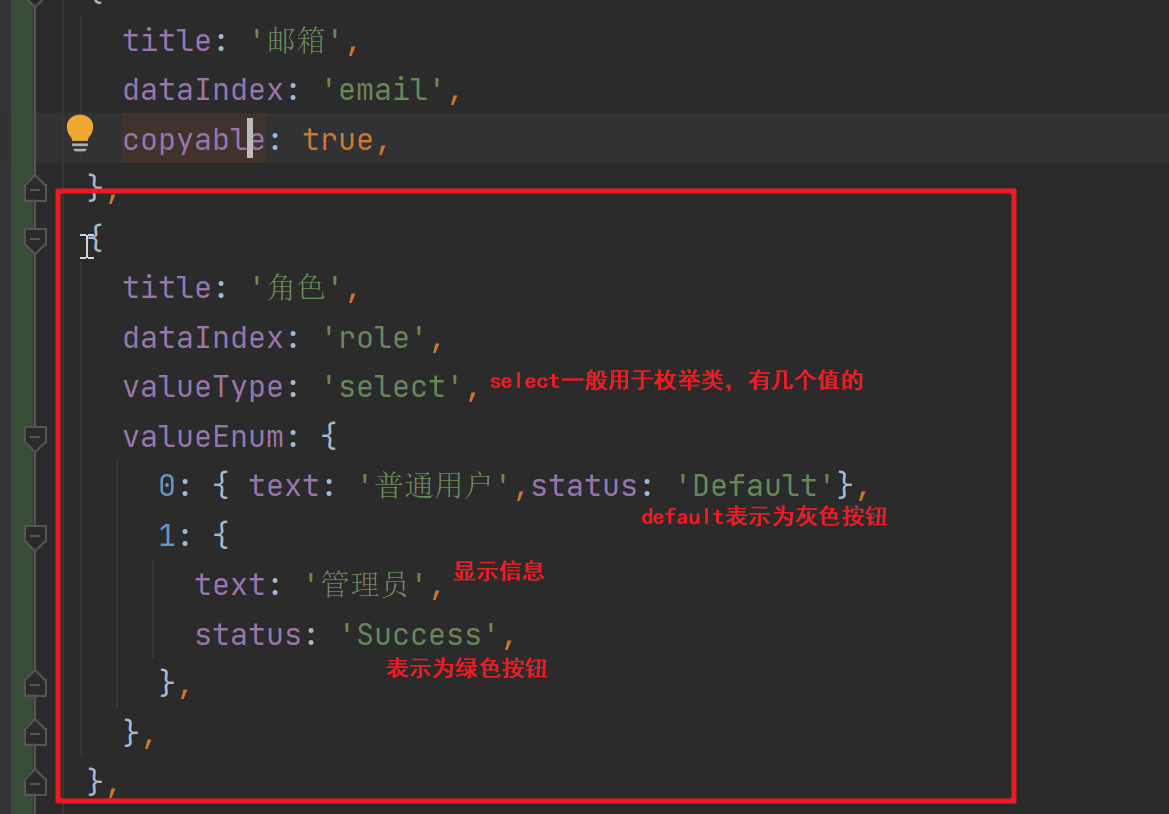 {
title: '邮箱',
dataIndex: 'email',
copyable: true,
},
{
title: '角色',
dataIndex: 'role',
valueType: 'select', select一般用于枚举类，有几个值的
valueEnum: {
0: { text: '普通用户',status: 'Default'},
default表示为灰色按钮
1: {
text: '管理员', 显示信息
status: 'Success',
表示为绿色按钮
},
},
},